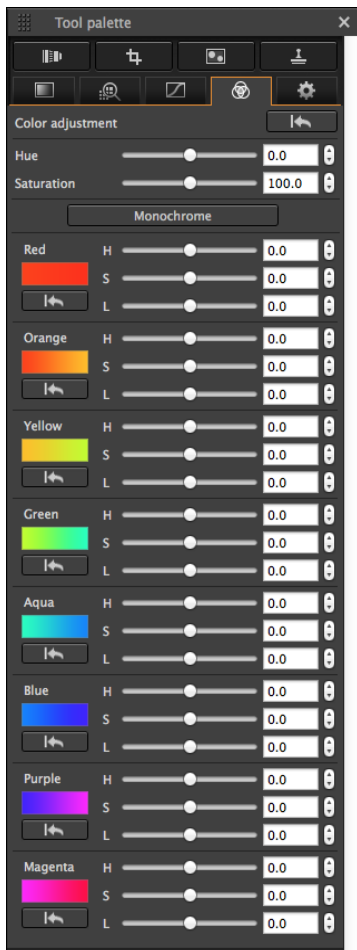 Tool palette
Color adjustment
Hue 0.0
Saturation 100.0
Monochrome
Red H 0.0
S 0.0
L 0.0
Orange H 0.0
S 0.0
L 0.0
Yellow H 0.0
S 0.0
L 0.0
Green H 0.0
S 0.0
L 0.0
Aqua H 0.0
S 0.0
L 0.0
Blue H 0.0
S 0.0
L 0.0
Purple H 0.0
S 0.0
L 0.0
Magenta H 0.0
S 0.0
L 0.0